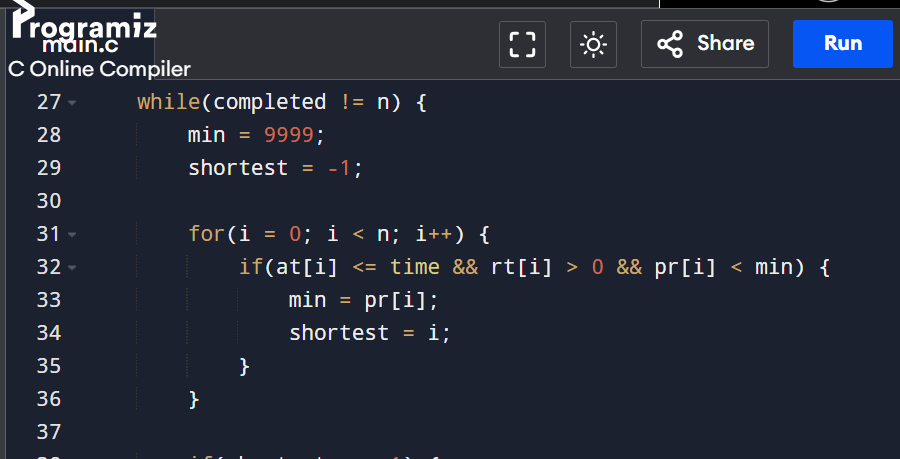 Programiz
main.c
C Online Compiler
Share
Run
27 while(completed != n) {
28 min = 9999;
29 shortest = -1;
30
31 for(i = 0; i < n; i++) {
32 if(at[i] <= time && rt[i] > 0 && pr[i] < min) {
33 min = pr[i];
34 shortest = i;
35 }
36 }
37